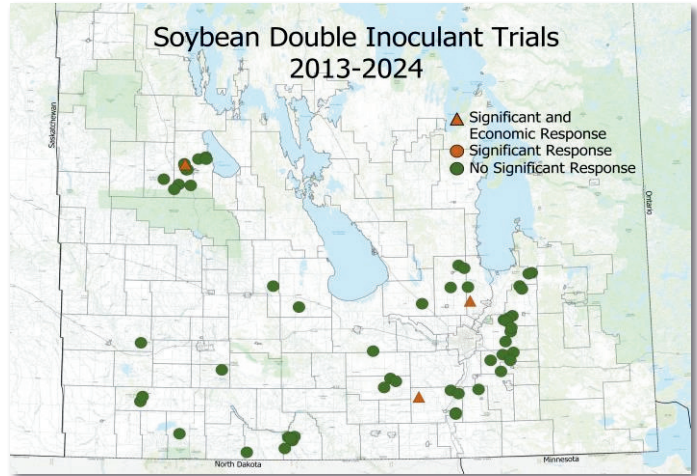 Soybean Double Inoculant Trials
2013-2024
Significant and
Economic Response
Significant Response
No Significant Response
Saskatchewan
Ontario
North Dakota
Minnesota